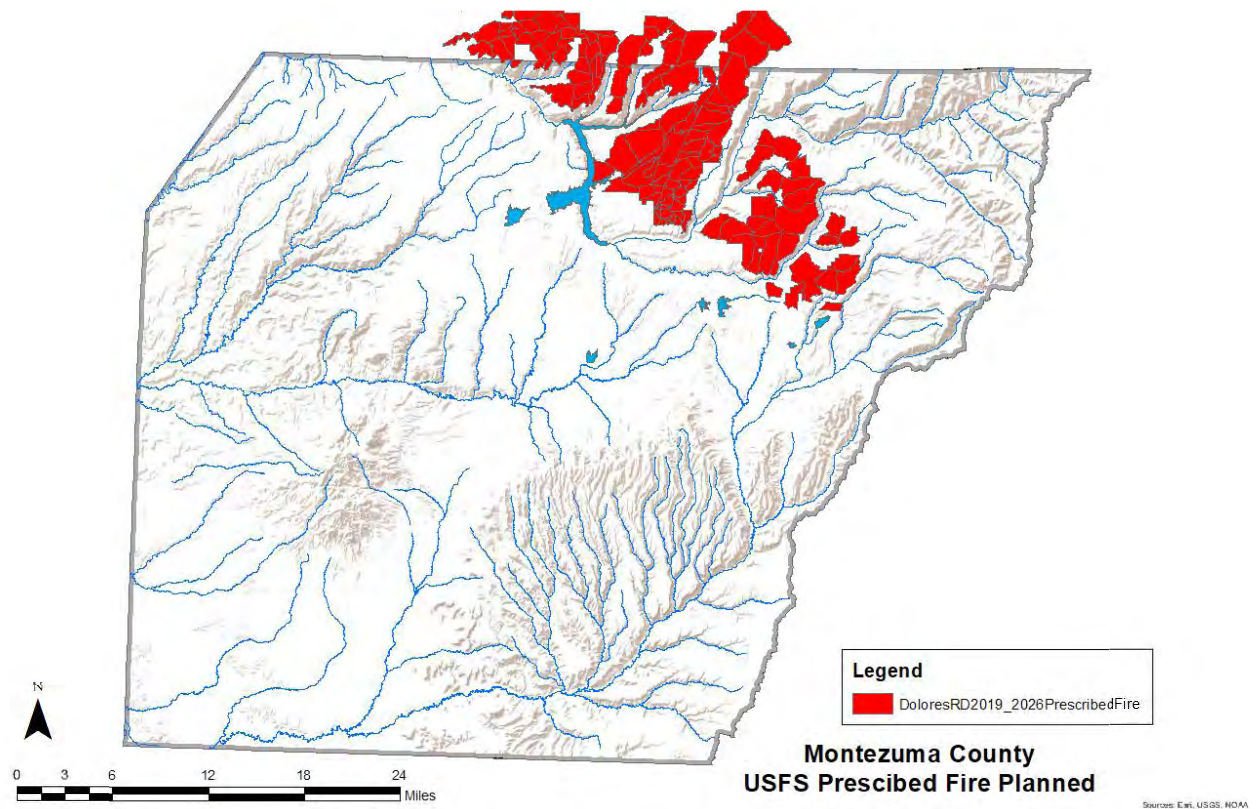 Legend
DoloresRD2019_2026PrescribedFire
N
0 3 6 12 18 24
Miles
Montezuma County
USFS Prescibed Fire Planned
Sources: Esri, USGS, NOAA